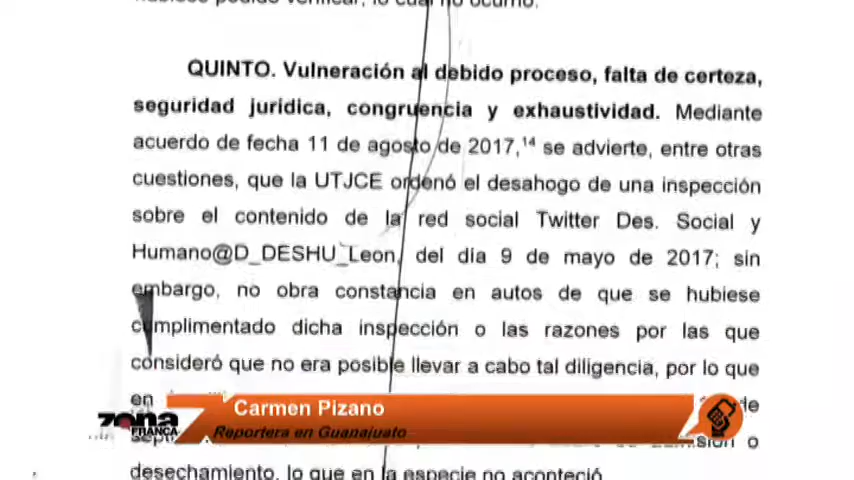 QUINTO. Vulneración al debido proceso, falta de certeza,
seguridad jurídica, congruencia y exhaustividad. Mediante
acuerdo de fecha 11 de agosto de 2017,¹⁴ se advierte, entre otras
cuestiones, que la UTJCE ordenó el desahogo de una inspección
sobre el contenido de la red social Twitter Des. Social y
Humano@D_DESHU_Leon, del día 9 de mayo de 2017; sin
embargo, no obra constancia en autos de que se hubiese
cumplimentado dicha inspección o las razones por las que
consideró que no era posible llevar a cabo tal diligencia, por lo que
en de
Carmen Pizano
zona
FRANCA
Reportera en Guanajuato
o
desechamiento, lo que en la especie no aconteció.